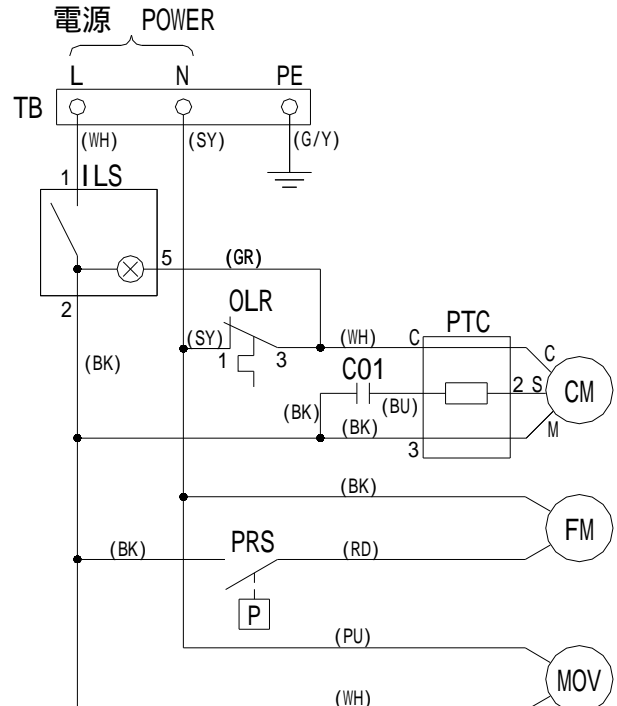 電源 POWER
L N PE
TB
(WH) (SY) (G/Y)
1 ILS
5 (GR)
2
OLR
(SY) 1 3 (WH) C PTC
(BK)
C
C01
(BK) (BU) 2 S CM
(BK) M
3
(BK)
FM
(BK) PRS (RD)
P
(PU)
MOV
(WH)